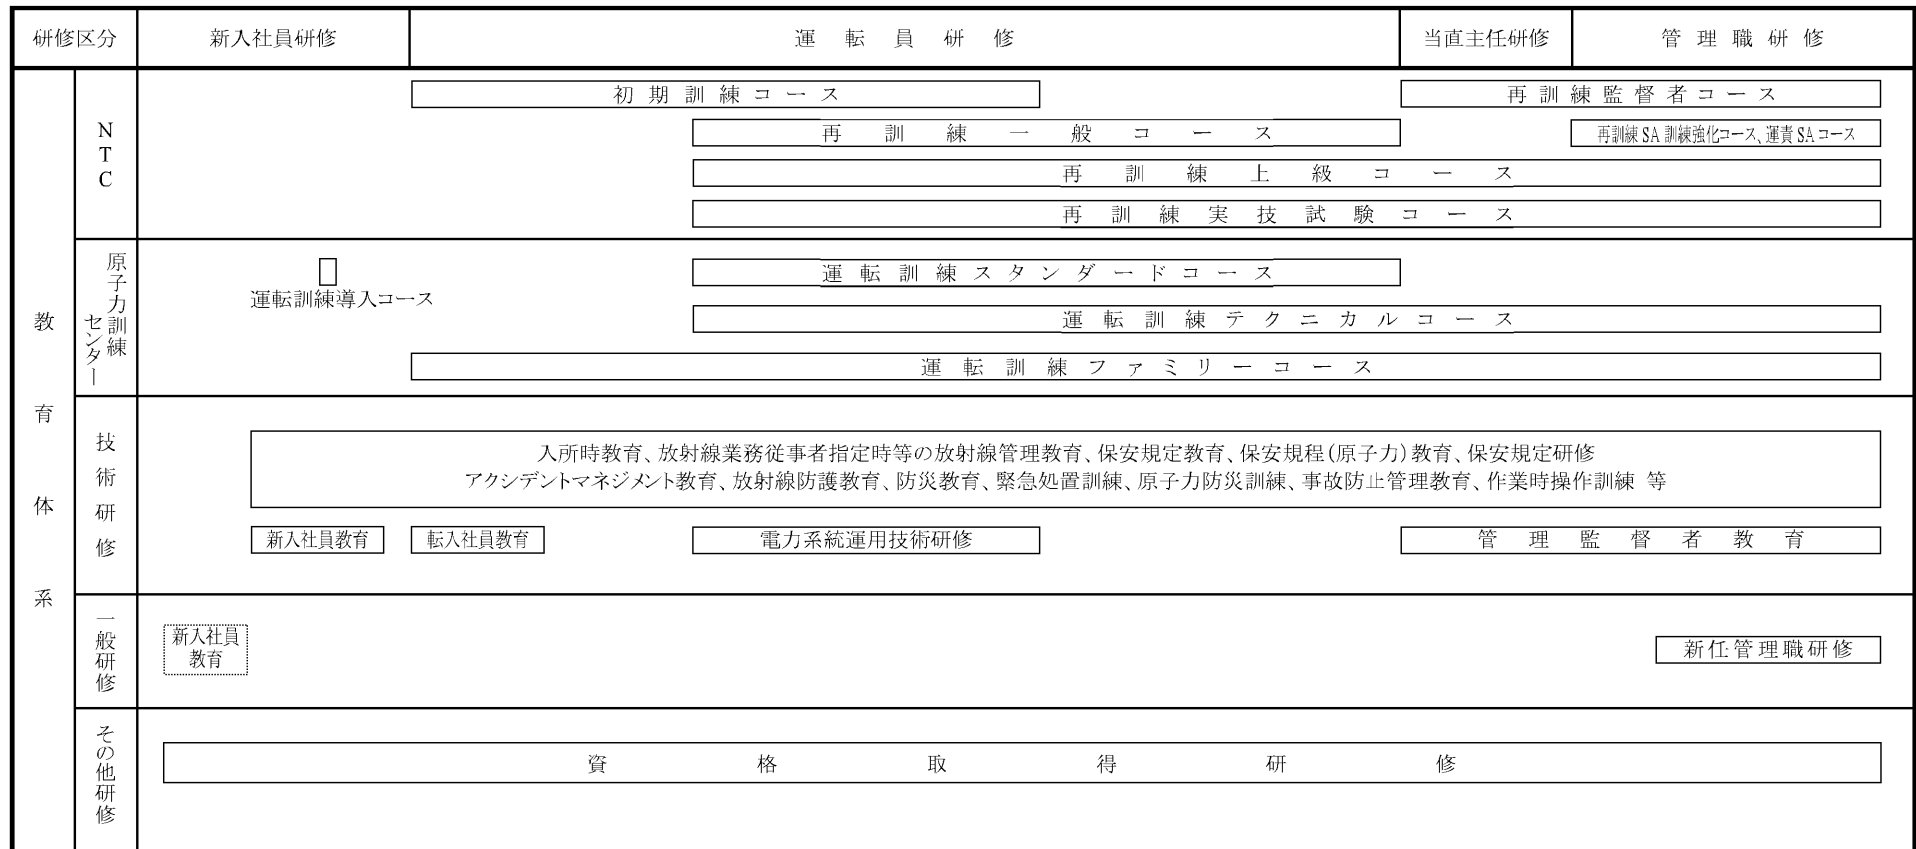 研修区分 新入社員研修 運転員研修 当直主任研修 管理職研修
教育体系
NTC
初期訓練コース 再訓練監督者コース
再訓練一般コース 再訓練SA訓練強化コース、運責SAコース
再訓練上級コース
再訓練実技試験コース
原子力訓練
センター
運転訓練スタンダードコース
運転訓練導入コース
運転訓練テクニカルコース
運転訓練ファミリーコース
技術研修
入所時教育、放射線業務従事者指定時等の放射線管理教育、保安規定教育、保安規程(原子力)教育、保安規定研修
アクシデントマネジメント教育、放射線防護教育、防災教育、緊急処置訓練、原子力防災訓練、事故防止管理教育、作業時操作訓練 等
新入社員教育 転入社員教育 電力系統運用技術研修 管理監督者教育
一般研修
新入社員
教育
新任管理職研修
その他研修
資格取得研修